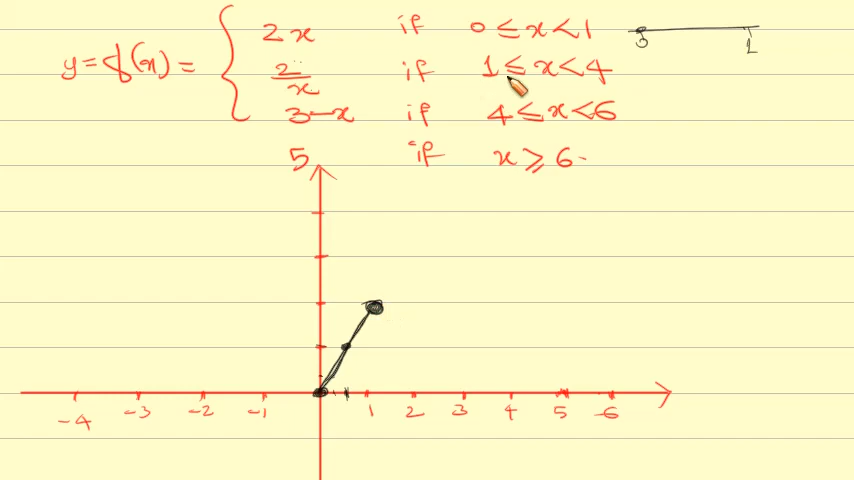 y = f(x) = { 2x if 0 ≤ x < 1
2/x if 1 ≤ x < 4
3 - x if 4 ≤ x < 6
5 if x ≥ 6.
0 1
-4 -3 -2 -1 1 2 3 4 5 6